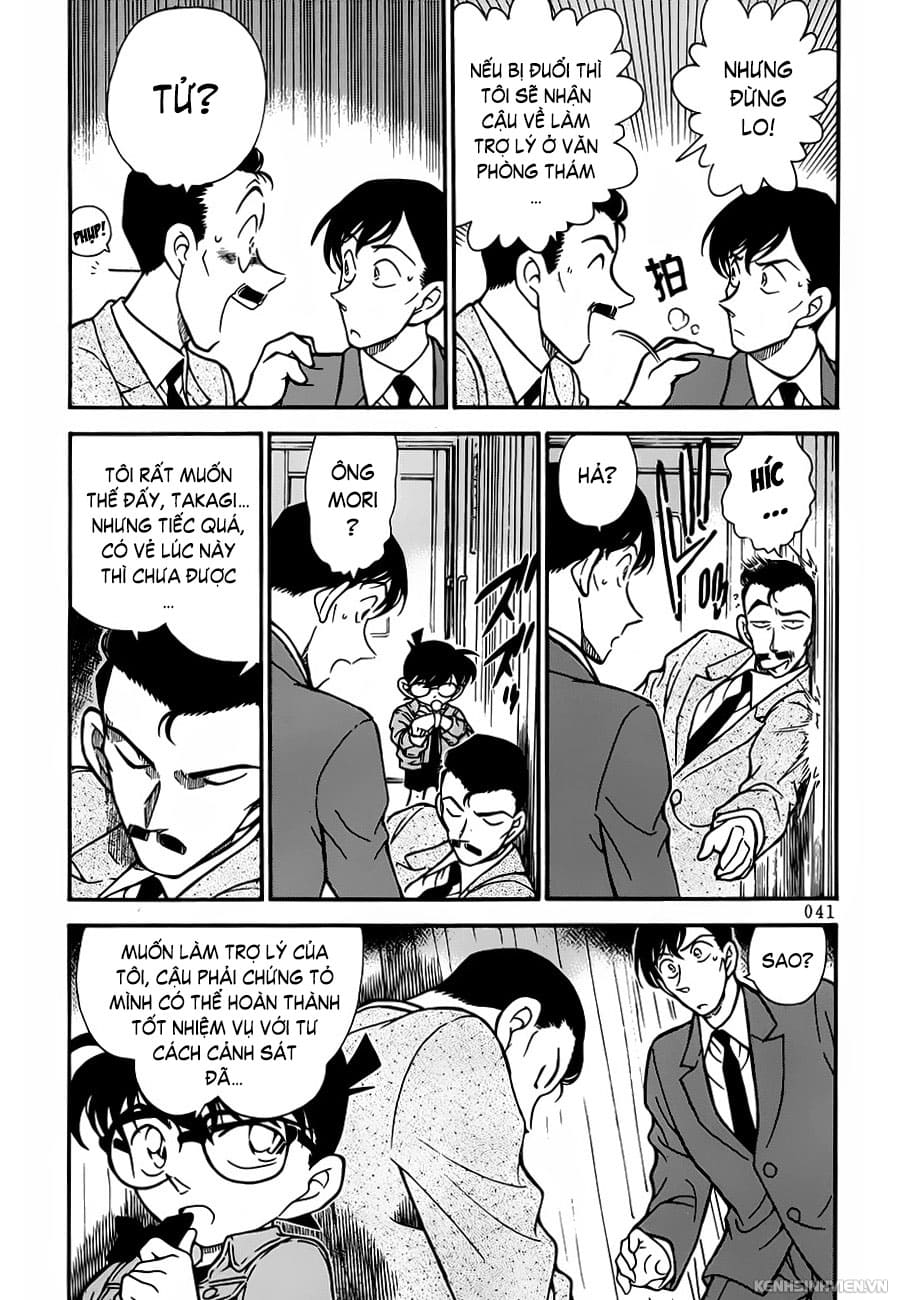 NHƯNG
ĐỪNG
LO!
NẾU BỊ ĐUỔI THÌ
TÔI SẼ NHẬN
CẬU VỀ LÀM
TRỢ LÝ Ở VĂN
PHÒNG THÁM
...
拍
TỬ?
PHỤP!
HÍC
...
HẢ?
ÔNG
MORI
?
TÔI RẤT MUỐN
THẾ ĐẤY, TAKAGI...
NHƯNG TIẾC QUÁ,
CÓ VẺ LÚC NÀY
THÌ CHƯA ĐƯỢC
...
041
SAO?
MUỐN LÀM TRỢ LÝ CỦA
TÔI, CẬU PHẢI CHỨNG TỎ
MÌNH CÓ THỂ HOÀN THÀNH
TỐT NHIỆM VỤ VỚI TƯ
CÁCH CẢNH SÁT
ĐÃ...
KENHSINHVIEN.VN